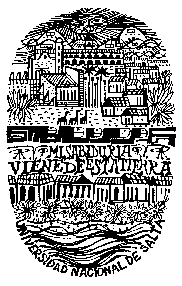 MI SABIDURIA
VIENE DE ESTA TIERRA
UNIVERSIDAD NACIONAL DE SALTA